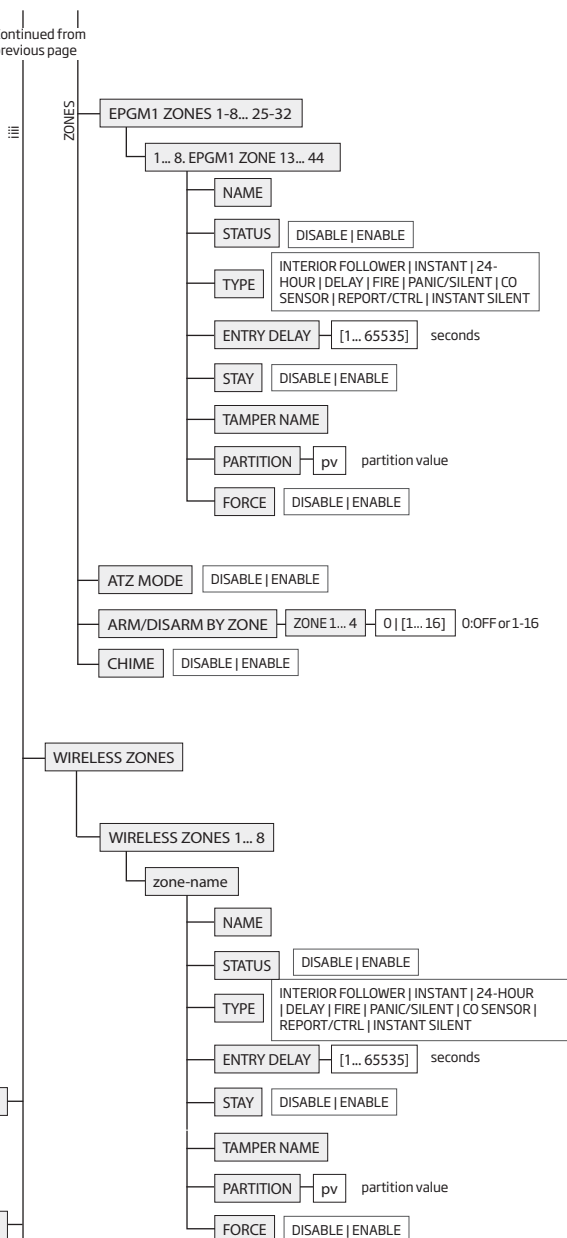 ontinued from
revious page
iii
ZONES
EPGM1 ZONES 1-8... 25-32
1... 8. EPGM1 ZONE 13... 44
NAME
STATUS DISABLE | ENABLE
TYPE
INTERIOR FOLLOWER | INSTANT | 24-
HOUR | DELAY | FIRE | PANIC/SILENT | CO
SENSOR | REPORT/CTRL | INSTANT SILENT
ENTRY DELAY [1... 65535] seconds
STAY DISABLE | ENABLE
TAMPER NAME
PARTITION pv partition value
FORCE DISABLE | ENABLE
ATZ MODE DISABLE | ENABLE
ARM/DISARM BY ZONE ZONE 1... 4 0 | [1... 16] 0:OFF or 1-16
CHIME DISABLE | ENABLE
WIRELESS ZONES
WIRELESS ZONES 1... 8
zone-name
NAME
STATUS DISABLE | ENABLE
TYPE
INTERIOR FOLLOWER | INSTANT | 24-HOUR
| DELAY | FIRE | PANIC/SILENT | CO SENSOR |
REPORT/CTRL | INSTANT SILENT
ENTRY DELAY [1... 65535] seconds
STAY DISABLE | ENABLE
TAMPER NAME
PARTITION pv partition value
FORCE DISABLE | ENABLE